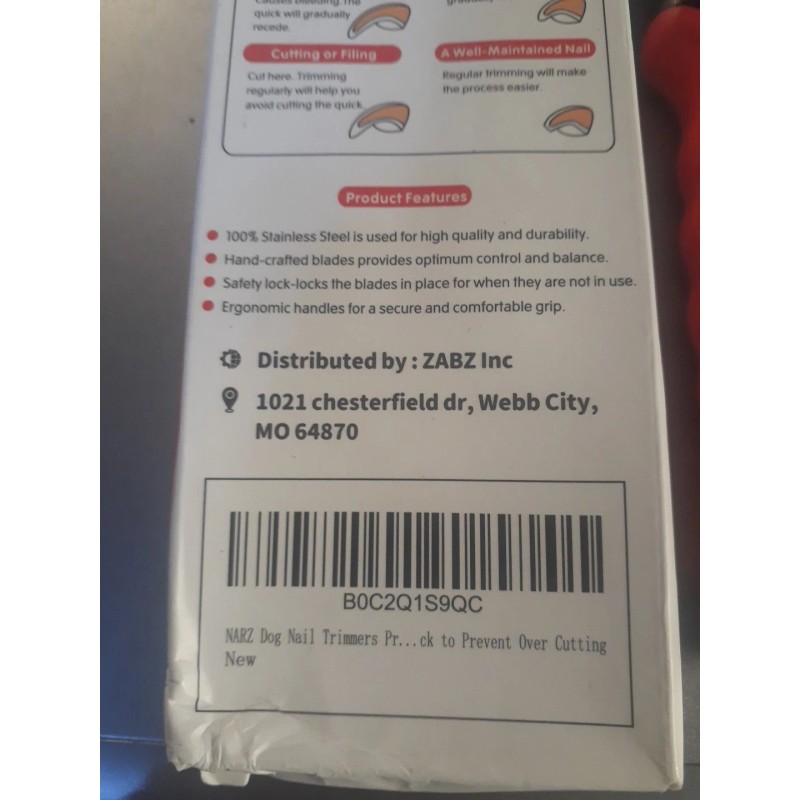 Causes bleeding. The
quick will gradually
recede.
Cutting or Filing
Cut here. Trimming
regularly will help you
avoid cutting the quick.
A Well-Maintained Nail
Regular trimming will make
the process easier.
Product Features
100% Stainless Steel is used for high quality and durability.
Hand-crafted blades provides optimum control and balance.
Safety lock-locks the blades in place for when they are not in use.
Ergonomic handles for a secure and comfortable grip.
Distributed by : ZABZ Inc
1021 chesterfield dr, Webb City,
MO 64870
B0C2Q1S9QC
NARZ Dog Nail Trimmers Pr...ck to Prevent Over Cutting
New